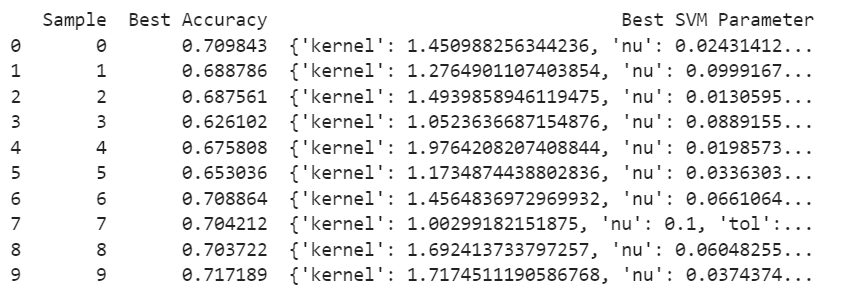 Sample Best Accuracy Best SVM Parameter
0 0 0.709843 {'kernel': 1.450988256344236, 'nu': 0.02431412...
1 1 0.688786 {'kernel': 1.2764901107403854, 'nu': 0.0999167...
2 2 0.687561 {'kernel': 1.4939858946119475, 'nu': 0.0130595...
3 3 0.626102 {'kernel': 1.0523636687154876, 'nu': 0.0889155...
4 4 0.675808 {'kernel': 1.9764208207408844, 'nu': 0.0198573...
5 5 0.653036 {'kernel': 1.1734874438802836, 'nu': 0.0336303...
6 6 0.708864 {'kernel': 1.4564836972969932, 'nu': 0.0661064...
7 7 0.704212 {'kernel': 1.00299182151875, 'nu': 0.1, 'tol':...
8 8 0.703722 {'kernel': 1.692413733797257, 'nu': 0.06048255...
9 9 0.717189 {'kernel': 1.7174511190586768, 'nu': 0.0374374...